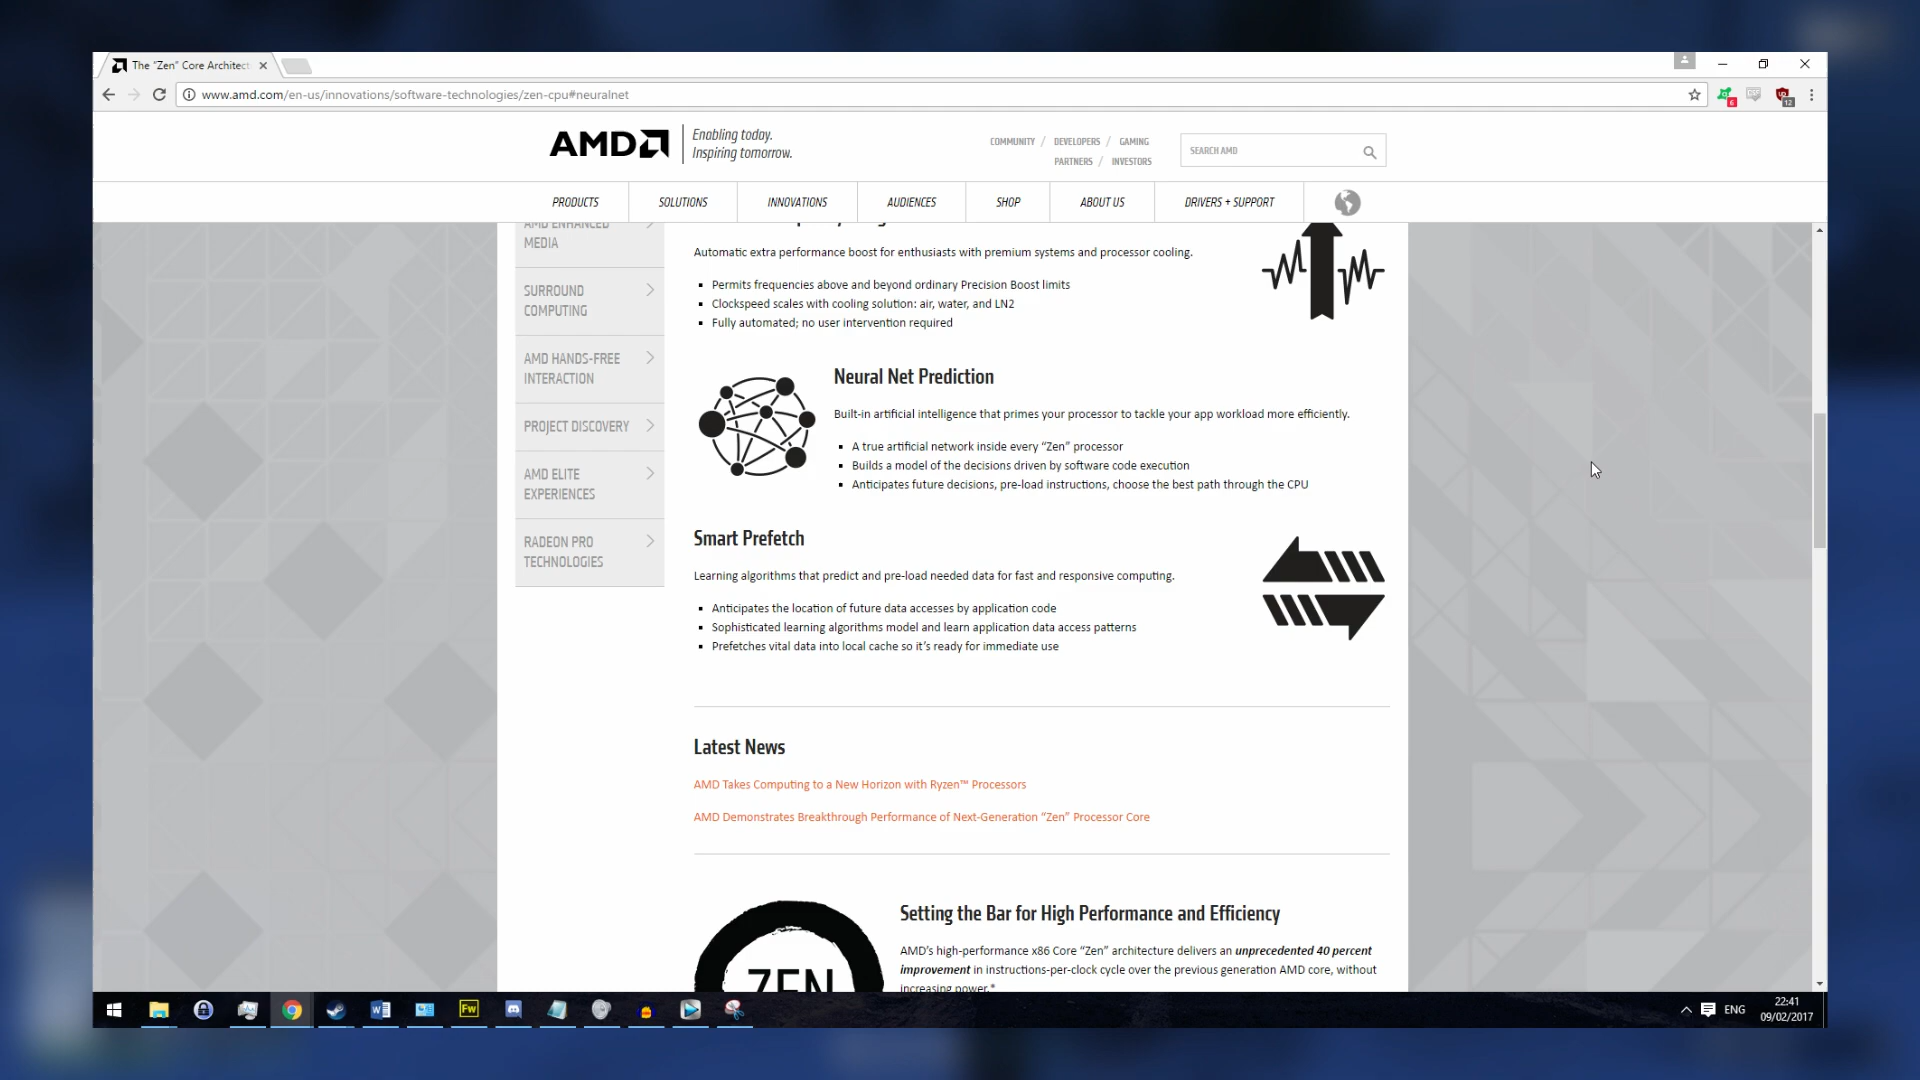 The "Zen" Core Architect
www.amd.com/en-us/innovations/software-technologies/zen-cpu#neuralnet
6
12
AMD
Enabling today.
Inspiring tomorrow.
COMMUNITY / DEVELOPERS / GAMING
PARTNERS / INVESTORS
SEARCH AMD
PRODUCTS
SOLUTIONS
INNOVATIONS
AUDIENCES
SHOP
ABOUT US
DRIVERS + SUPPORT
AMD ENHANCED
MEDIA
SURROUND
COMPUTING
AMD HANDS-FREE
INTERACTION
PROJECT DISCOVERY
AMD ELITE
EXPERIENCES
RADEON PRO
TECHNOLOGIES
Automatic extra performance boost for enthusiasts with premium systems and processor cooling.
Permits frequencies above and beyond ordinary Precision Boost limits
Clockspeed scales with cooling solution: air, water, and LN2
Fully automated; no user intervention required
Neural Net Prediction
Built-in artificial intelligence that primes your processor to tackle your app workload more efficiently.
A true artificial network inside every “Zen” processor
Builds a model of the decisions driven by software code execution
Anticipates future decisions, pre-load instructions, choose the best path through the CPU
Smart Prefetch
Learning algorithms that predict and pre-load needed data for fast and responsive computing.
Anticipates the location of future data accesses by application code
Sophisticated learning algorithms model and learn application data access patterns
Prefetches vital data into local cache so it’s ready for immediate use
Latest News
AMD Takes Computing to a New Horizon with Ryzen™ Processors
AMD Demonstrates Breakthrough Performance of Next-Generation “Zen” Processor Core
ZEN
Setting the Bar for High Performance and Efficiency
AMD’s high-performance x86 Core “Zen” architecture delivers an unprecedented 40 percent
improvement in instructions-per-clock cycle over the previous generation AMD core, without
increasing power.*
Fw
ENG
22:41
09/02/2017